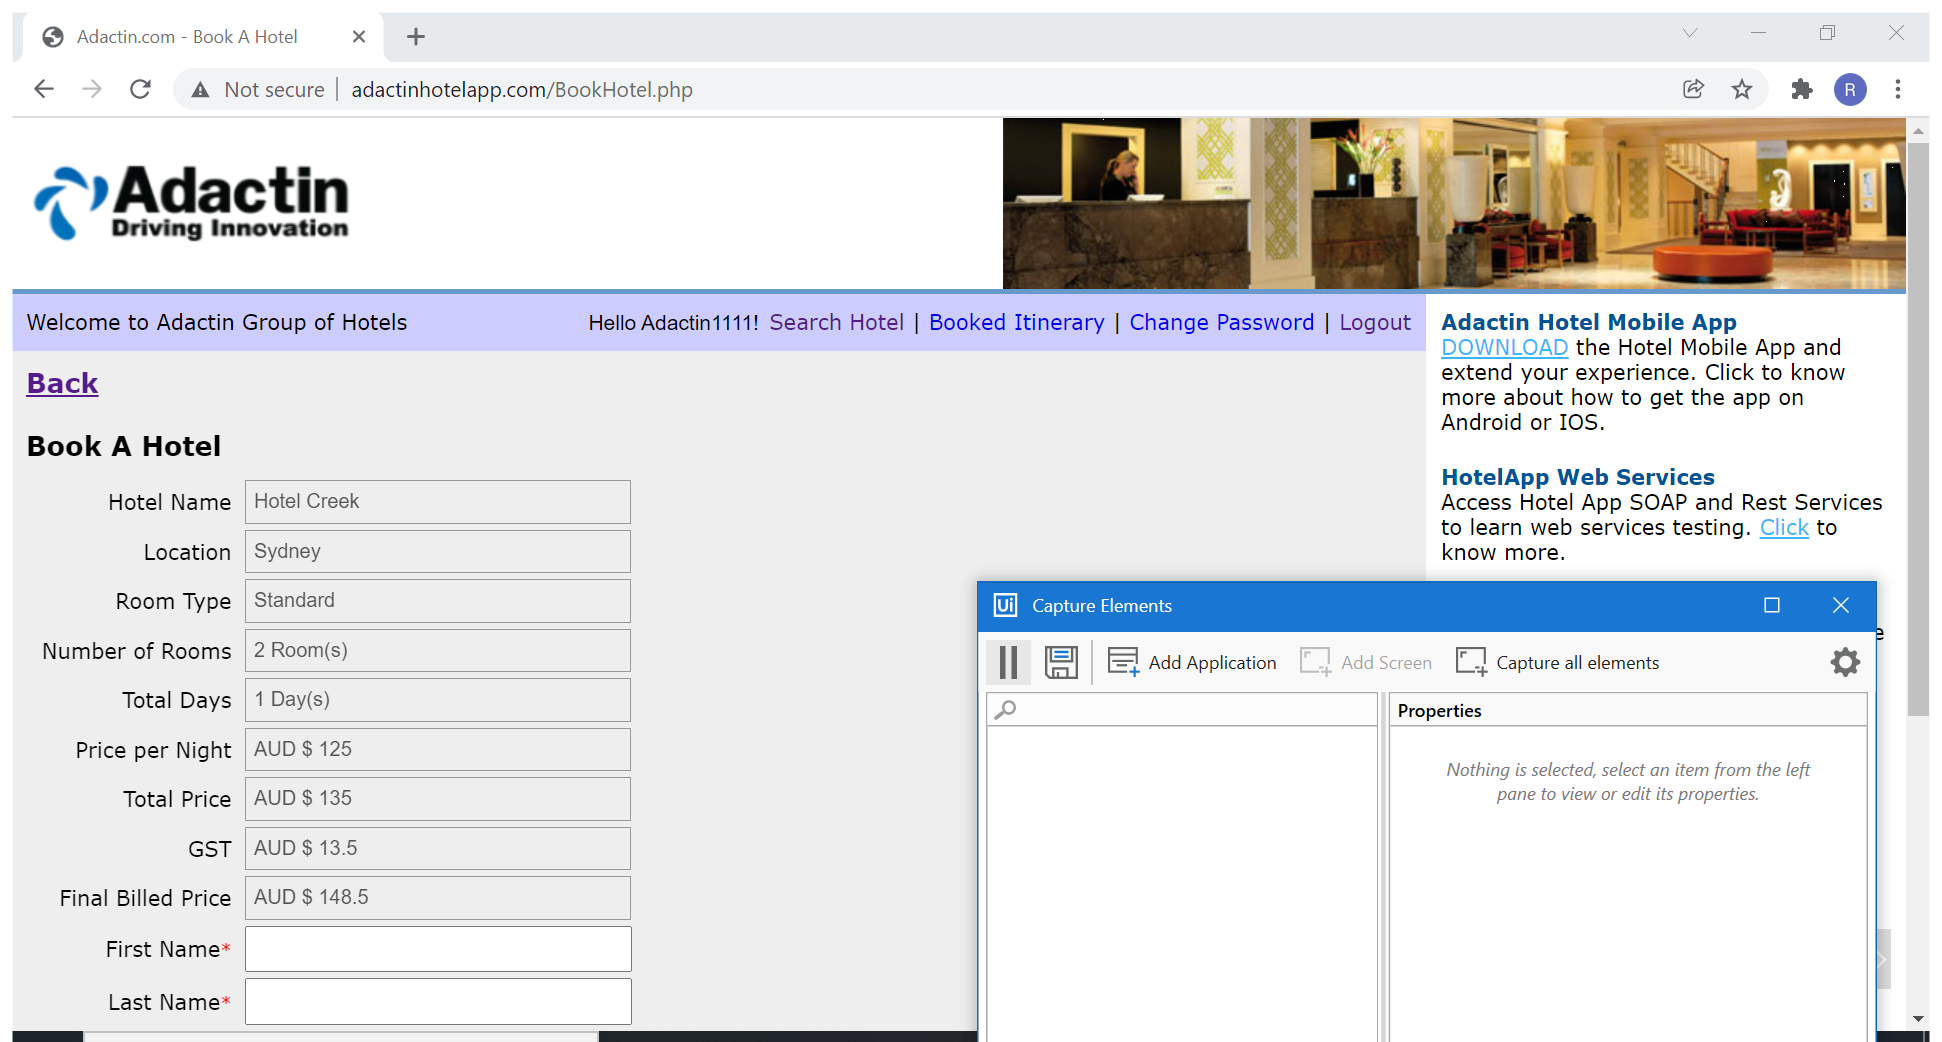 Adactin.com - Book A Hotel
Not secure | adactinhotelapp.com/BookHotel.php
R
Adactin
Driving Innovation
Welcome to Adactin Group of Hotels
Hello Adactin1111! Search Hotel | Booked Itinerary | Change Password | Logout
Back
Book A Hotel
Hotel Name Hotel Creek
Location Sydney
Room Type Standard
Number of Rooms 2 Room(s)
Total Days 1 Day(s)
Price per Night AUD $ 125
Total Price AUD $ 135
GST AUD $ 13.5
Final Billed Price AUD $ 148.5
First Name*
Last Name*
Adactin Hotel Mobile App
DOWNLOAD the Hotel Mobile App and
extend your experience. Click to know
more about how to get the app on
Android or IOS.
HotelApp Web Services
Access Hotel App SOAP and Rest Services
to learn web services testing. Click to
know more.
Ui Capture Elements
Add Application Add Screen Capture all elements
Properties
Nothing is selected, select an item from the left
pane to view or edit its properties.